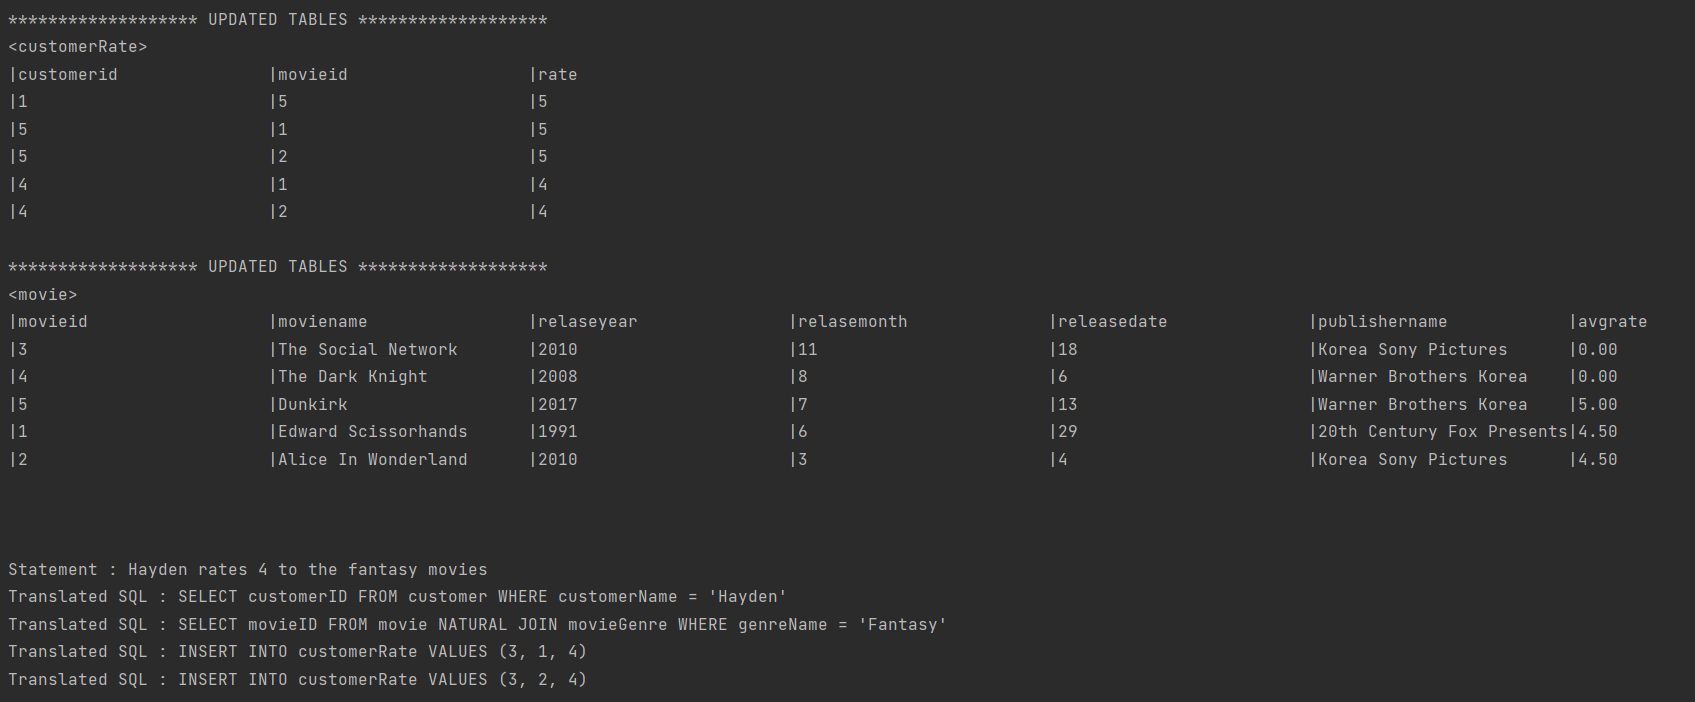 ******************* UPDATED TABLES *******************
<customerRate>
|customerid |movieid |rate
|1 |5 |5
|5 |1 |5
|5 |2 |5
|4 |1 |4
|4 |2 |4
******************* UPDATED TABLES *******************
<movie>
|movieid |moviename |relaseyear |relasemonth |releasedate |publishername |avgrate
|3 |The Social Network |2010 |11 |18 |Korea Sony Pictures |0.00
|4 |The Dark Knight |2008 |8 |6 |Warner Brothers Korea |0.00
|5 |Dunkirk |2017 |7 |13 |Warner Brothers Korea |5.00
|1 |Edward Scissorhands |1991 |6 |29 |20th Century Fox Presents|4.50
|2 |Alice In Wonderland |2010 |3 |4 |Korea Sony Pictures |4.50
Statement : Hayden rates 4 to the fantasy movies
Translated SQL : SELECT customerID FROM customer WHERE customerName = 'Hayden'
Translated SQL : SELECT movieID FROM movie NATURAL JOIN movieGenre WHERE genreName = 'Fantasy'
Translated SQL : INSERT INTO customerRate VALUES (3, 1, 4)
Translated SQL : INSERT INTO customerRate VALUES (3, 2, 4)